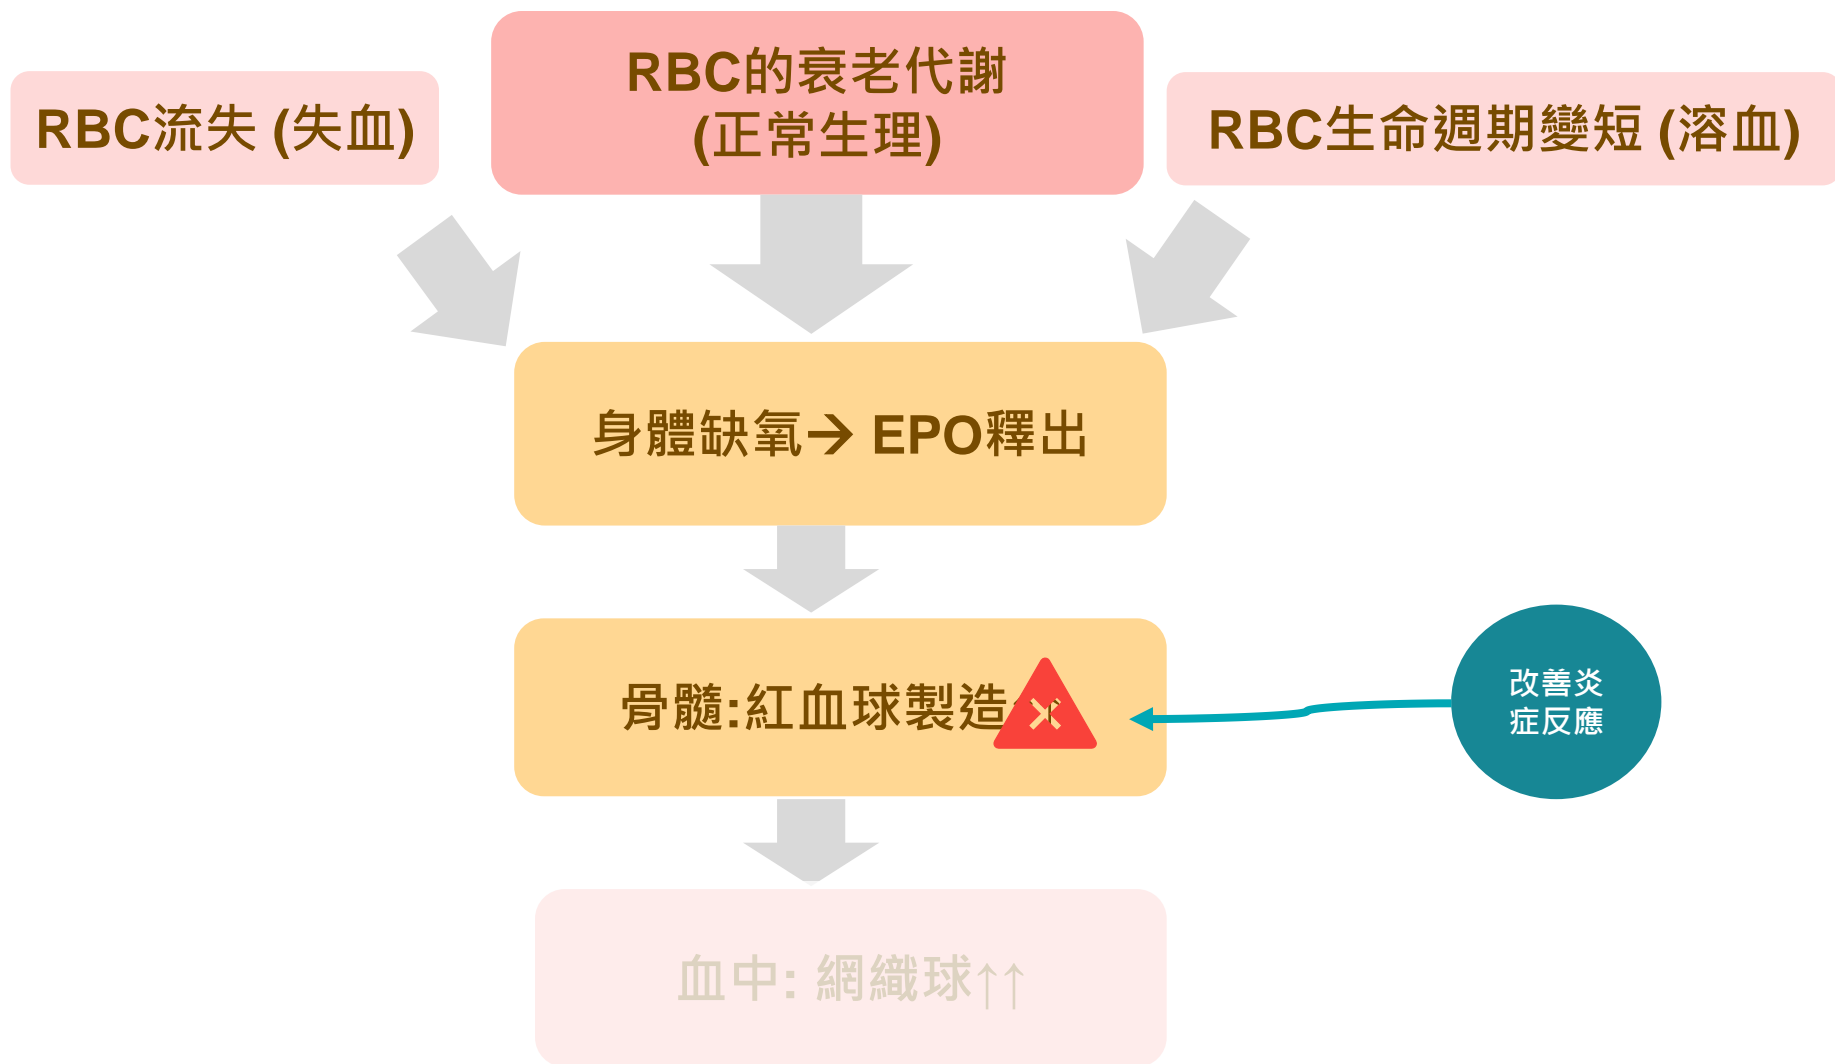 RBC的衰老代謝
(正常生理)
RBC流失 (失血)
RBC生命週期變短 (溶血)
身體缺氧→ EPO釋出
骨髓:紅血球製造
改善炎
症反應
血中: 網織球↑↑